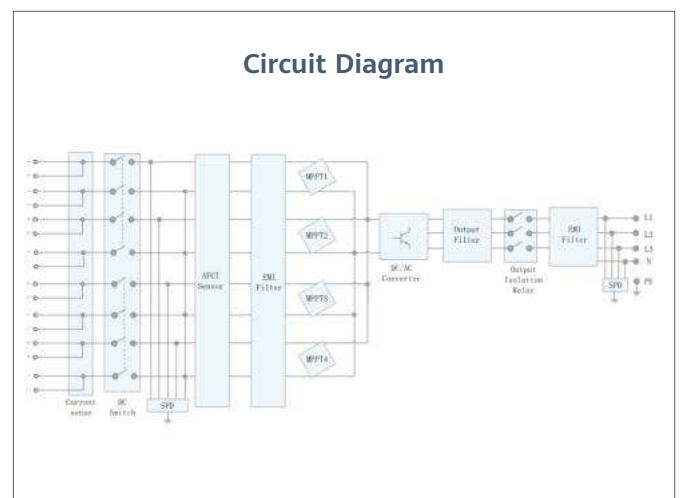 Circuit Diagram
MPPT1
MPPT2
MPPT3
MPPT4
AFCI
Sensor
EMI
Filter
DC/AC
Converter
Output
Filter
Output
Isolation
Relay
EMI
Filter
L1
L2
L3
N
PE
SPD
Current
sense
DC
Switch
SPD